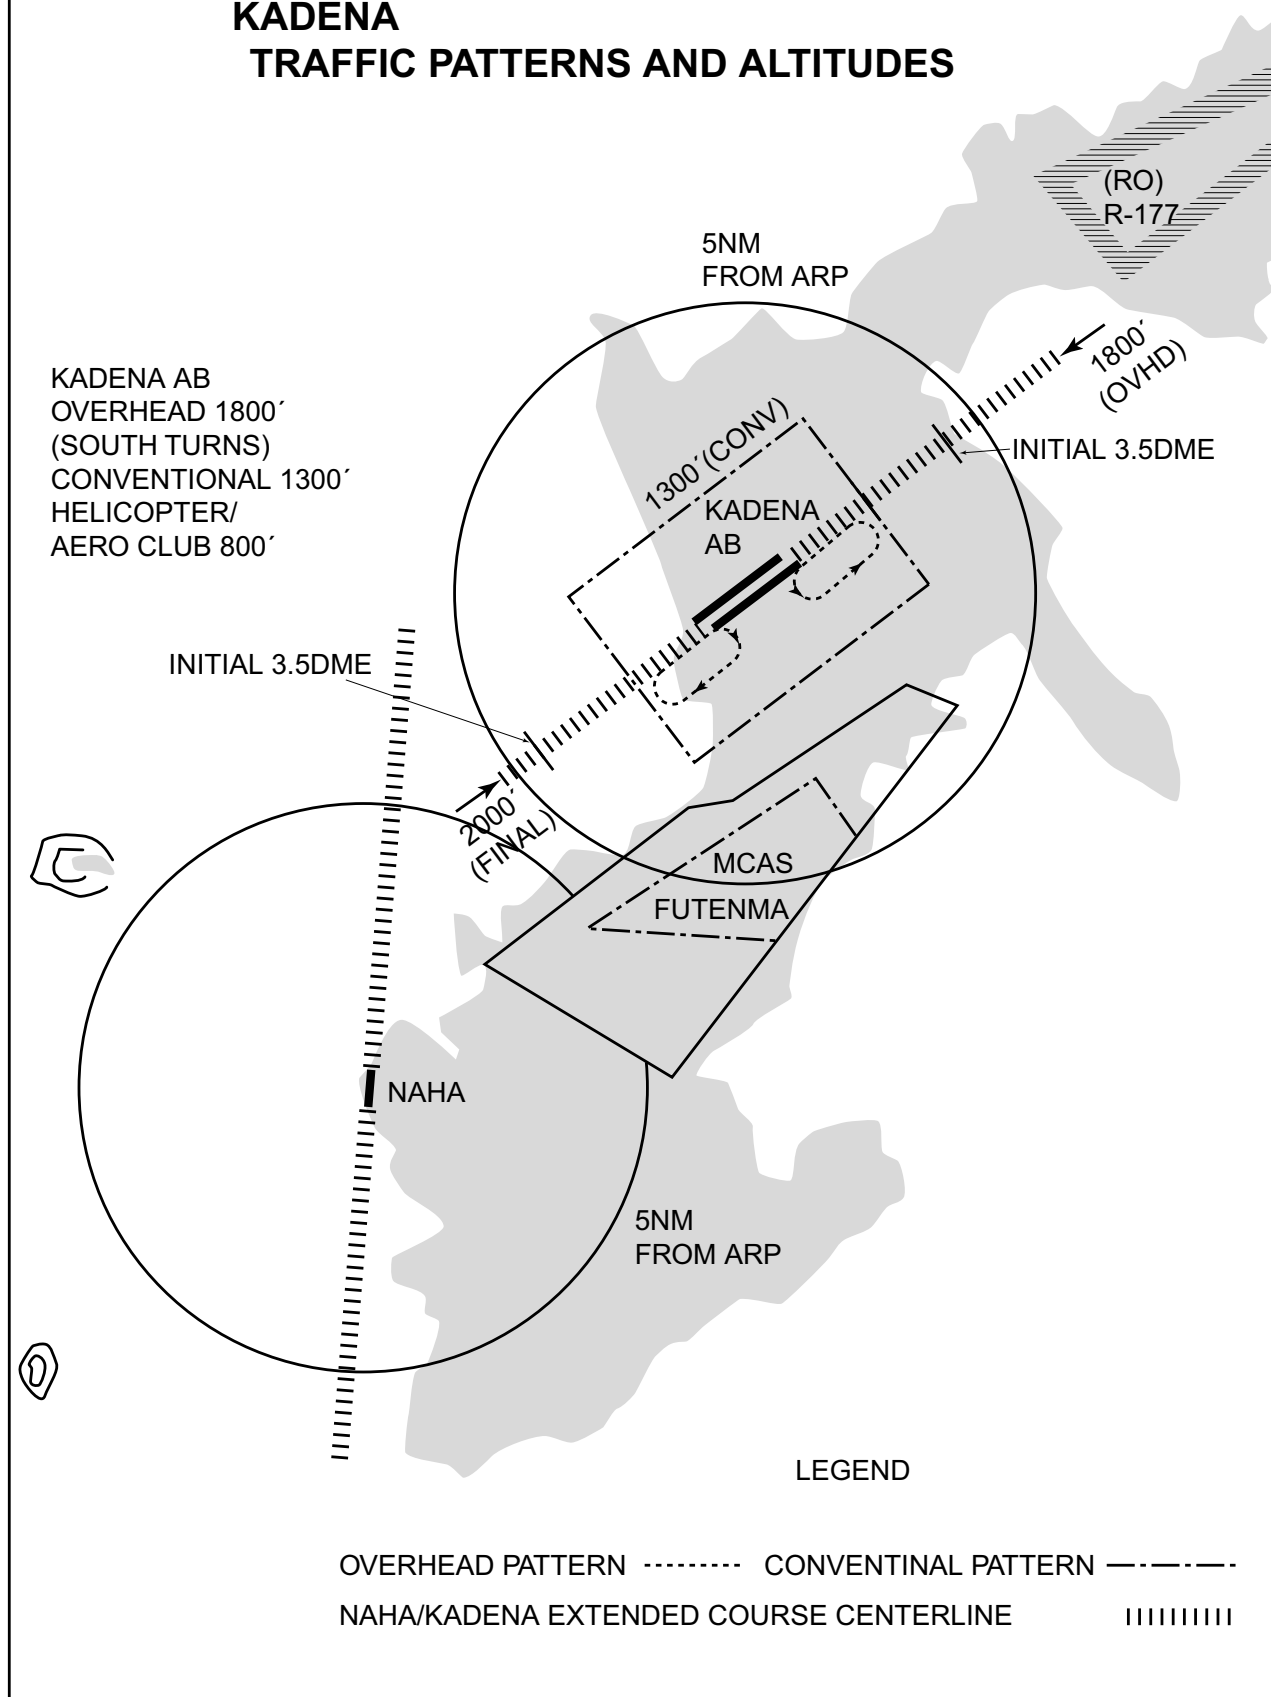 KADENA
TRAFFIC PATTERNS AND ALTITUDES
(RO)
R-177
5NM
FROM ARP
1800´
(OVHD)
KADENA AB
OVERHEAD 1800´
(SOUTH TURNS)
CONVENTIONAL 1300´
HELICOPTER/
AERO CLUB 800´
1300´(CONV)
INITIAL 3.5DME
KADENA
AB
INITIAL 3.5DME
2000´
(FINAL)
MCAS
FUTENMA
NAHA
5NM
FROM ARP
LEGEND
OVERHEAD PATTERN
CONVENTINAL PATTERN
NAHA/KADENA EXTENDED COURSE CENTERLINE